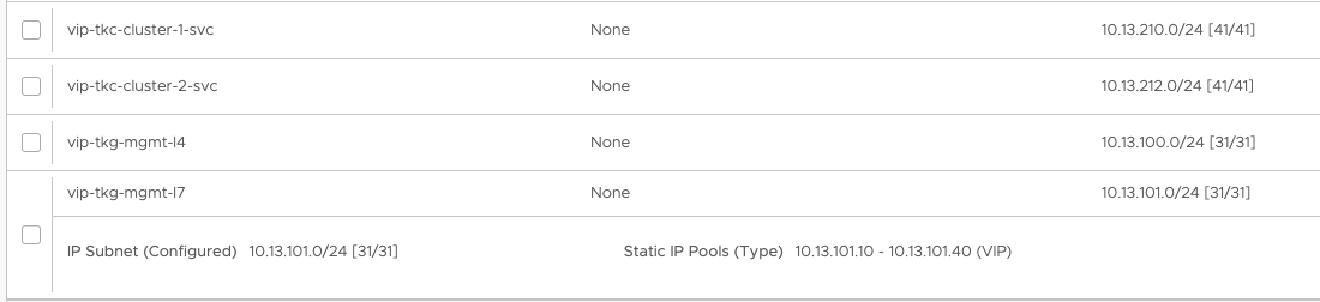 vip-tkc-cluster-1-svc None 10.13.210.0/24 [41/41]
vip-tkc-cluster-2-svc None 10.13.212.0/24 [41/41]
vip-tkg-mgmt-l4 None 10.13.100.0/24 [31/31]
vip-tkg-mgmt-l7 None 10.13.101.0/24 [31/31]
IP Subnet (Configured) 10.13.101.0/24 [31/31] Static IP Pools (Type) 10.13.101.10 - 10.13.101.40 (VIP)